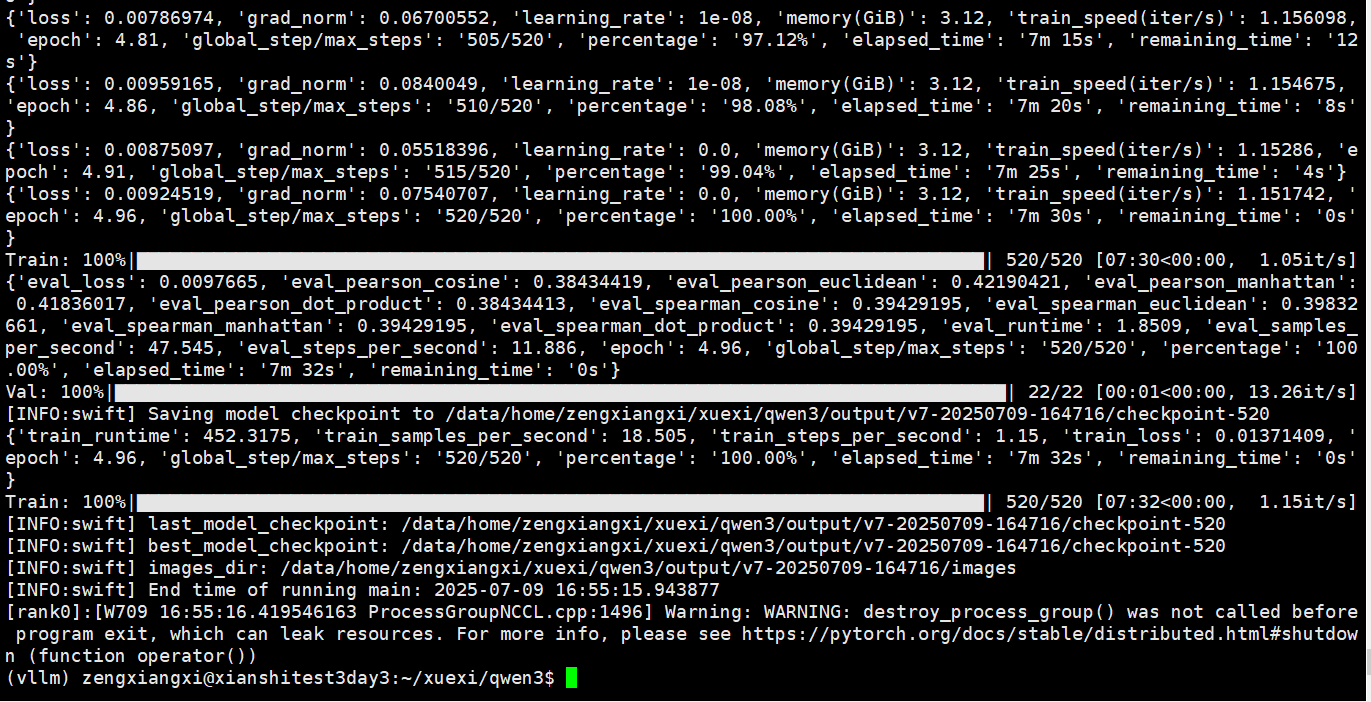 s'}
{'loss': 0.00786974, 'grad_norm': 0.06700552, 'learning_rate': 1e-08, 'memory(GiB)': 3.12, 'train_speed(iter/s)': 1.156098,
 'epoch': 4.81, 'global_step/max_steps': '505/520', 'percentage': '97.12%', 'elapsed_time': '7m 15s', 'remaining_time': '12
s'}
{'loss': 0.00959165, 'grad_norm': 0.0840049, 'learning_rate': 1e-08, 'memory(GiB)': 3.12, 'train_speed(iter/s)': 1.154675,
'epoch': 4.86, 'global_step/max_steps': '510/520', 'percentage': '98.08%', 'elapsed_time': '7m 20s', 'remaining_time': '8s'
}
{'loss': 0.00875097, 'grad_norm': 0.05518396, 'learning_rate': 0.0, 'memory(GiB)': 3.12, 'train_speed(iter/s)': 1.15286, 'e
poch': 4.91, 'global_step/max_steps': '515/520', 'percentage': '99.04%', 'elapsed_time': '7m 25s', 'remaining_time': '4s'}
{'loss': 0.00924519, 'grad_norm': 0.07540707, 'learning_rate': 0.0, 'memory(GiB)': 3.12, 'train_speed(iter/s)': 1.151742, '
epoch': 4.96, 'global_step/max_steps': '520/520', 'percentage': '100.00%', 'elapsed_time': '7m 30s', 'remaining_time': '0s'
}
Train: 100%| | 520/520 [07:30<00:00,  1.05it/s]
{'eval_loss': 0.0097665, 'eval_pearson_cosine': 0.38434419, 'eval_pearson_euclidean': 0.42190421, 'eval_pearson_manhattan':
 0.41836017, 'eval_pearson_dot_product': 0.38434413, 'eval_spearman_cosine': 0.39429195, 'eval_spearman_euclidean': 0.39832
661, 'eval_spearman_manhattan': 0.39429195, 'eval_spearman_dot_product': 0.39429195, 'eval_runtime': 1.8509, 'eval_samples_
per_second': 47.545, 'eval_steps_per_second': 11.886, 'epoch': 4.96, 'global_step/max_steps': '520/520', 'percentage': '100
.00%', 'elapsed_time': '7m 32s', 'remaining_time': '0s'}
Val: 100%| | 22/22 [00:01<00:00, 13.26it/s]
[INFO:swift] Saving model checkpoint to /data/home/zengxiangxi/xuexi/qwen3/output/v7-20250709-164716/checkpoint-520
{'train_runtime': 452.3175, 'train_samples_per_second': 18.505, 'train_steps_per_second': 1.15, 'train_loss': 0.01371409, '
epoch': 4.96, 'global_step/max_steps': '520/520', 'percentage': '100.00%', 'elapsed_time': '7m 32s', 'remaining_time': '0s'
}
Train: 100%| | 520/520 [07:32<00:00,  1.15it/s]
[INFO:swift] last_model_checkpoint: /data/home/zengxiangxi/xuexi/qwen3/output/v7-20250709-164716/checkpoint-520
[INFO:swift] best_model_checkpoint: /data/home/zengxiangxi/xuexi/qwen3/output/v7-20250709-164716/checkpoint-520
[INFO:swift] images_dir: /data/home/zengxiangxi/xuexi/qwen3/output/v7-20250709-164716/images
[INFO:swift] End time of running main: 2025-07-09 16:55:15.943877
[rank0]:[W709 16:55:16.419546163 ProcessGroupNCCL.cpp:1496] Warning: WARNING: destroy_process_group() was not called before
 program exit, which can leak resources. For more info, please see https://pytorch.org/docs/stable/distributed.html#shutdow
n (function operator())
(vllm) zengxiangxi@xianshitest3day3:~/xuexi/qwen3$